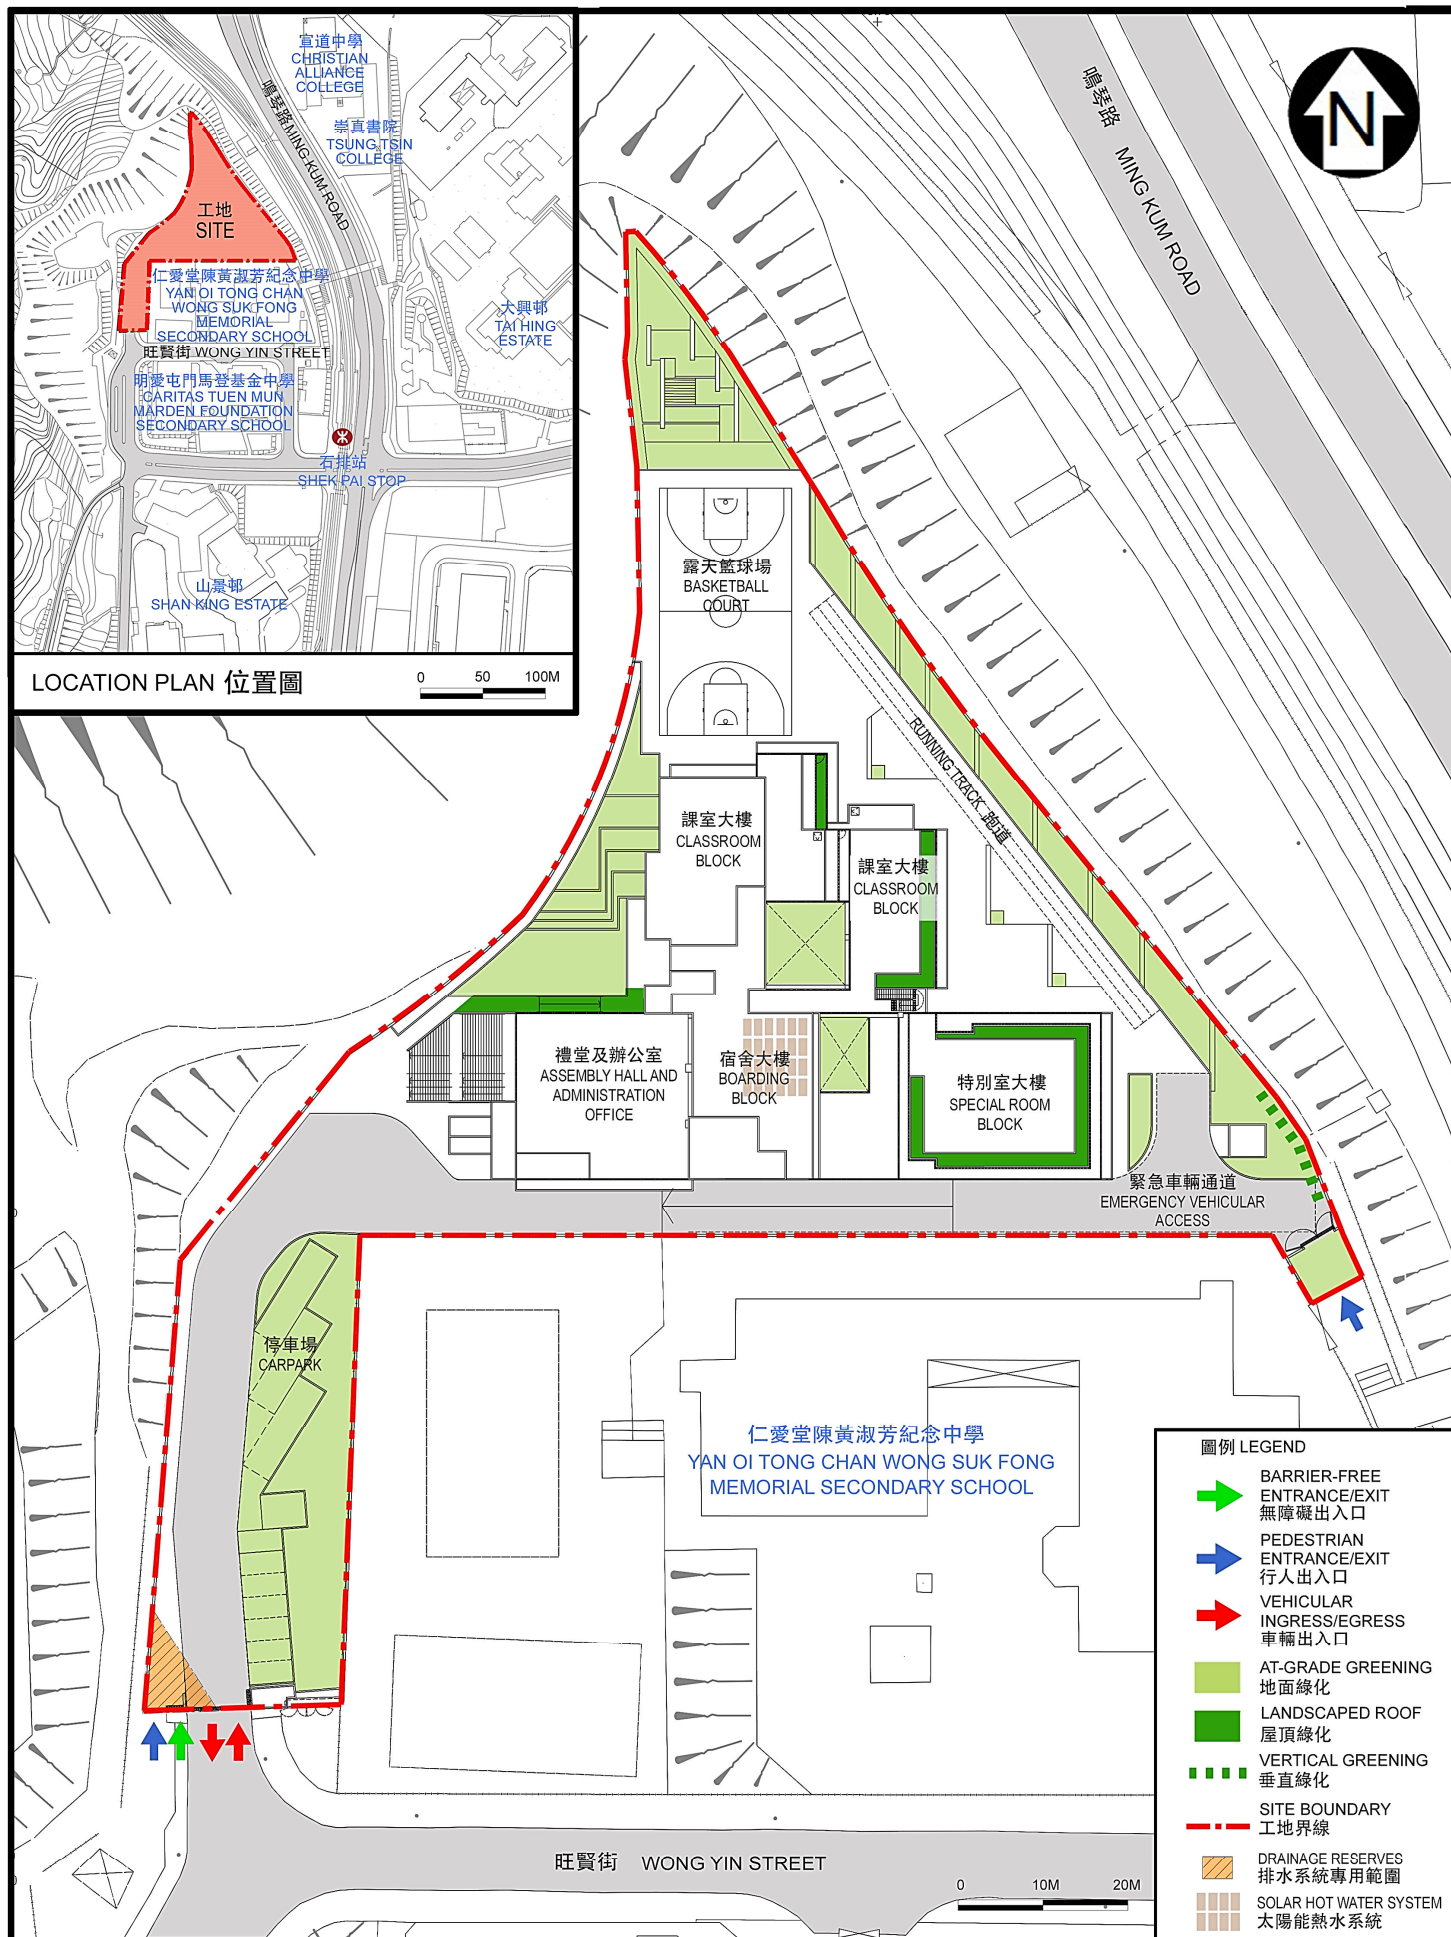 宣道中學
CHRISTIAN
ALLIANCE
COLLEGE
崇真書院
TSUNG TSIN
COLLEGE
鳴琴路 MING KUM ROAD
工地
SITE
仁愛堂陳黃淑芳紀念中學
YAN OI TONG CHAN
WONG SUK FONG
MEMORIAL
SECONDARY SCHOOL
旺賢街 WONG YIN STREET
大興邨
TAI HING
ESTATE
明愛屯門馬登基金中學
CARITAS TUEN MUN
MARDEN FOUNDATION
SECONDARY SCHOOL
石排站
SHEK PAI STOP
山景邨
SHAN KING ESTATE
LOCATION PLAN 位置圖
0 50 100M
鳴琴路 MING KUM ROAD
N
露天籃球場
BASKETBALL
COURT
RUNNING TRACK 跑道
課室大樓
CLASSROOM
BLOCK
課室大樓
CLASSROOM
BLOCK
禮堂及辦公室
ASSEMBLY HALL AND
ADMINISTRATION
OFFICE
宿舍大樓
BOARDING
BLOCK
特別室大樓
SPECIAL ROOM
BLOCK
緊急車輛通道
EMERGENCY VEHICULAR
ACCESS
停車場
CARPARK
仁愛堂陳黃淑芳紀念中學
YAN OI TONG CHAN WONG SUK FONG
MEMORIAL SECONDARY SCHOOL
旺賢街 WONG YIN STREET
0 10M 20M
圖例 LEGEND
BARRIER-FREE
ENTRANCE/EXIT
無障礙出入口
PEDESTRIAN
ENTRANCE/EXIT
行人出入口
VEHICULAR
INGRESS/EGRESS
車輛出入口
AT-GRADE GREENING
地面綠化
LANDSCAPED ROOF
屋頂綠化
VERTICAL GREENING
垂直綠化
SITE BOUNDARY
工地界線
DRAINAGE RESERVES
排水系統專用範圍
SOLAR HOT WATER SYSTEM
太陽能熱水系統